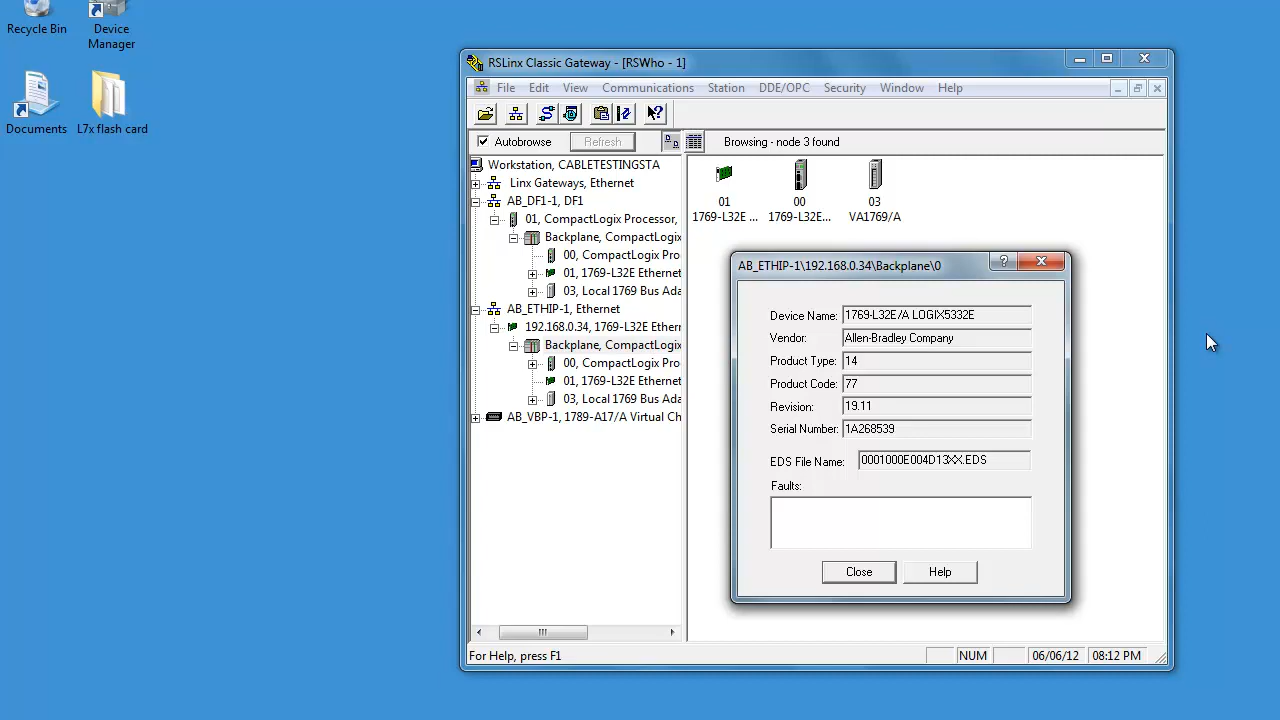 Recycle Bin
Device
Manager
Documents
L7x flash card
RSLinx Classic Gateway - [RSWho - 1]
File Edit View Communications Station DDE/OPC Security Window Help
Autobrowse
Refresh
Browsing - node 3 found
Workstation, CABLETESTINGSTA
Linx Gateways, Ethernet
AB_DF1-1, DF1
01, CompactLogix Processor,
Backplane, CompactLogix
00, CompactLogix Pro
01, 1769-L32E Etherne
03, Local 1769 Bus Ada
AB_ETHIP-1, Ethernet
192.168.0.34, 1769-L32E Ethern
Backplane, CompactLogix
00, CompactLogix Pro
01, 1769-L32E Ethernet
03, Local 1769 Bus Ada
AB_VBP-1, 1789-A17/A Virtual Ch
01
1769-L32E ...
00
1769-L32E...
03
VA1769/A
AB_ETHIP-1\192.168.0.34\Backplane\0
Device Name: 1769-L32E/A LOGIX5332E
Vendor: Allen-Bradley Company
Product Type: 14
Product Code: 77
Revision: 19.11
Serial Number: 1A268539
EDS File Name: 0001000E004D13XX.EDS
Faults:
Close
Help
For Help, press F1
NUM
06/06/12
08:12 PM